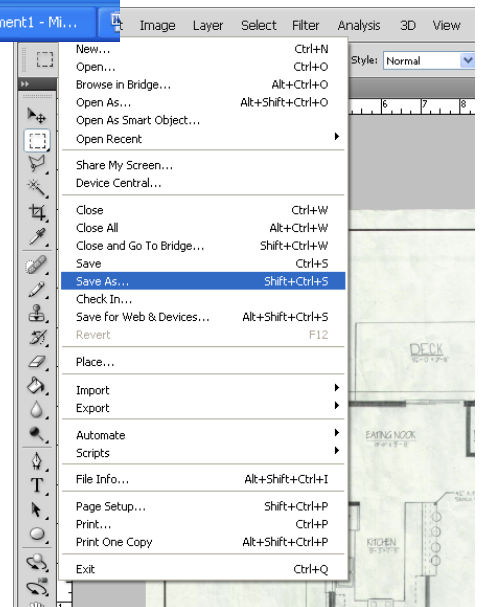 ment1 - Mi...
Image Layer Select Filter Analysis 3D View
Style: Normal
New... Ctrl+N
Open... Ctrl+O
Browse in Bridge... Alt+Ctrl+O
Open As... Alt+Shift+Ctrl+O
Open As Smart Object...
Open Recent
Share My Screen...
Device Central...
Close Ctrl+W
Close All Alt+Ctrl+W
Close and Go To Bridge... Shift+Ctrl+W
Save Ctrl+S
Save As... Shift+Ctrl+S
Check In...
Save for Web & Devices... Alt+Shift+Ctrl+S
Revert F12
Place...
Import
Export
Automate
Scripts
File Info... Alt+Shift+Ctrl+I
Page Setup... Shift+Ctrl+P
Print... Ctrl+P
Print One Copy Alt+Shift+Ctrl+P
Exit Ctrl+Q
6 7 8
DECK
EATING NOOK
KITCHEN
1